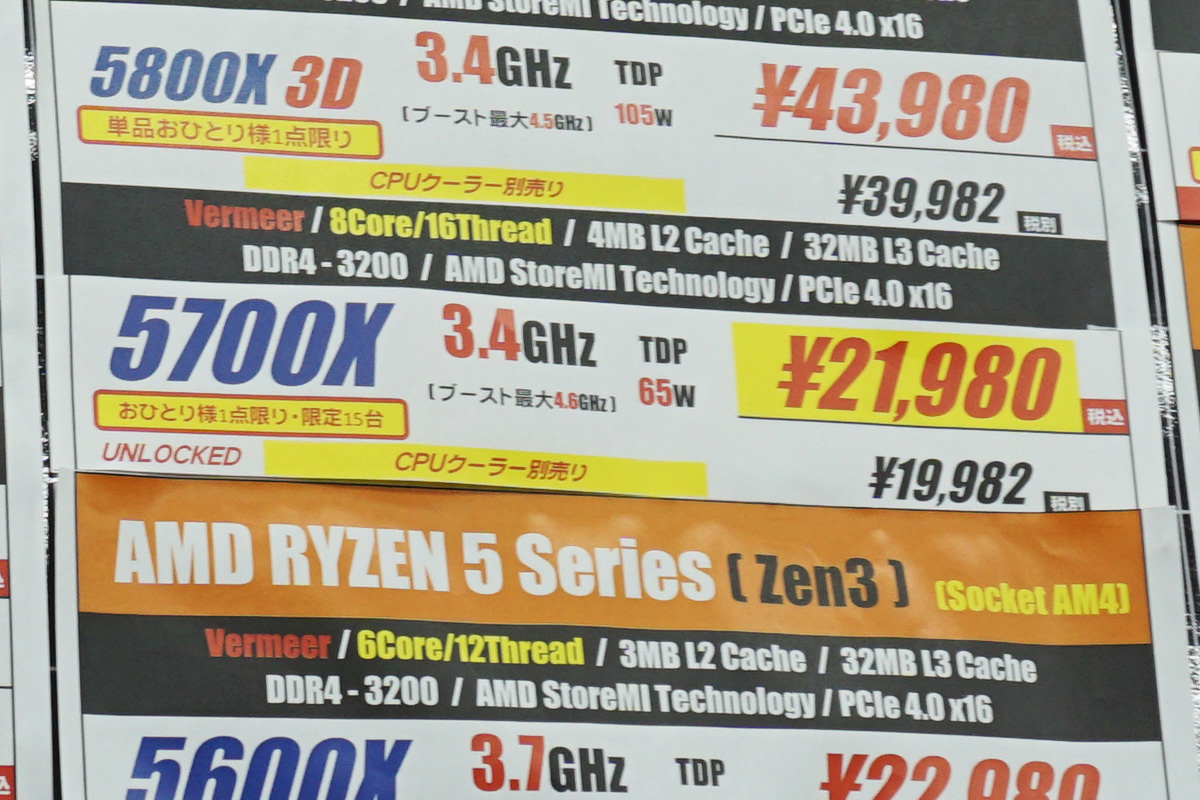 / AMD StoreMI Technology / PCIe 4.0 x16
5800X 3D 3.4GHz TDP ¥43,980 税込
単品おひとり様1点限り [ブースト最大4.5GHz] 105W
CPUクーラー別売り ¥39,982 税別
Vermeer / 8Core/16Thread / 4MB L2 Cache / 32MB L3 Cache
DDR4 - 3200 / AMD StoreMI Technology / PCIe 4.0 x16
5700X 3.4GHz TDP ¥21,980 税込
おひとり様1点限り・限定15台 [ブースト最大4.6GHz] 65W
UNLOCKED CPUクーラー別売り ¥19,982 税別
AMD RYZEN 5 Series [ Zen3 ] [Socket AM4]
Vermeer / 6Core/12Thread / 3MB L2 Cache / 32MB L3 Cache
DDR4 - 3200 / AMD StoreMI Technology / PCIe 4.0 x16
5600X 3.7GHz TDP ¥22,980